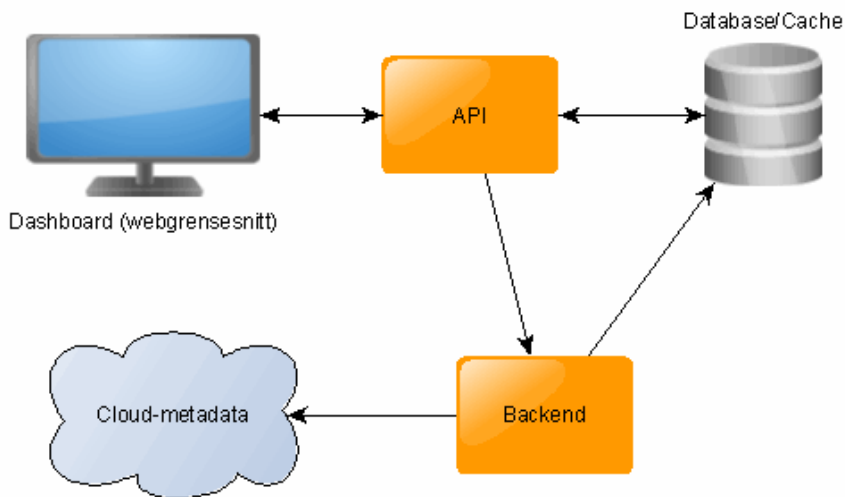 Database/Cache
API
Dashboard (webgrensesnitt)
Cloud-metadata
Backend